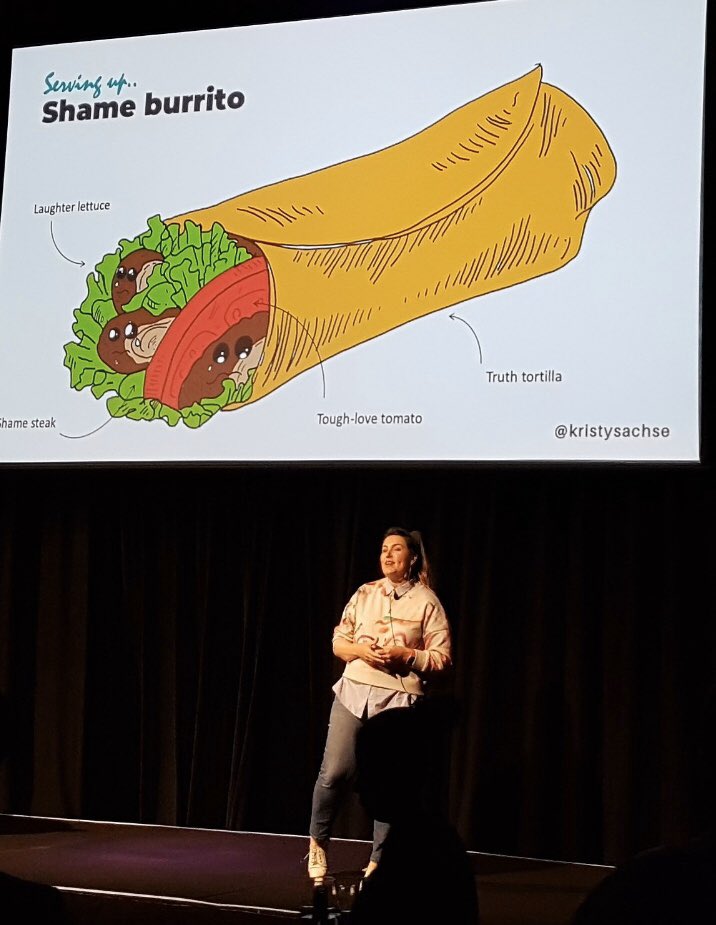 Serving up..
Shame burrito
Laughter lettuce
Shame steak
Tough-love tomato
Truth tortilla
@kristysachse